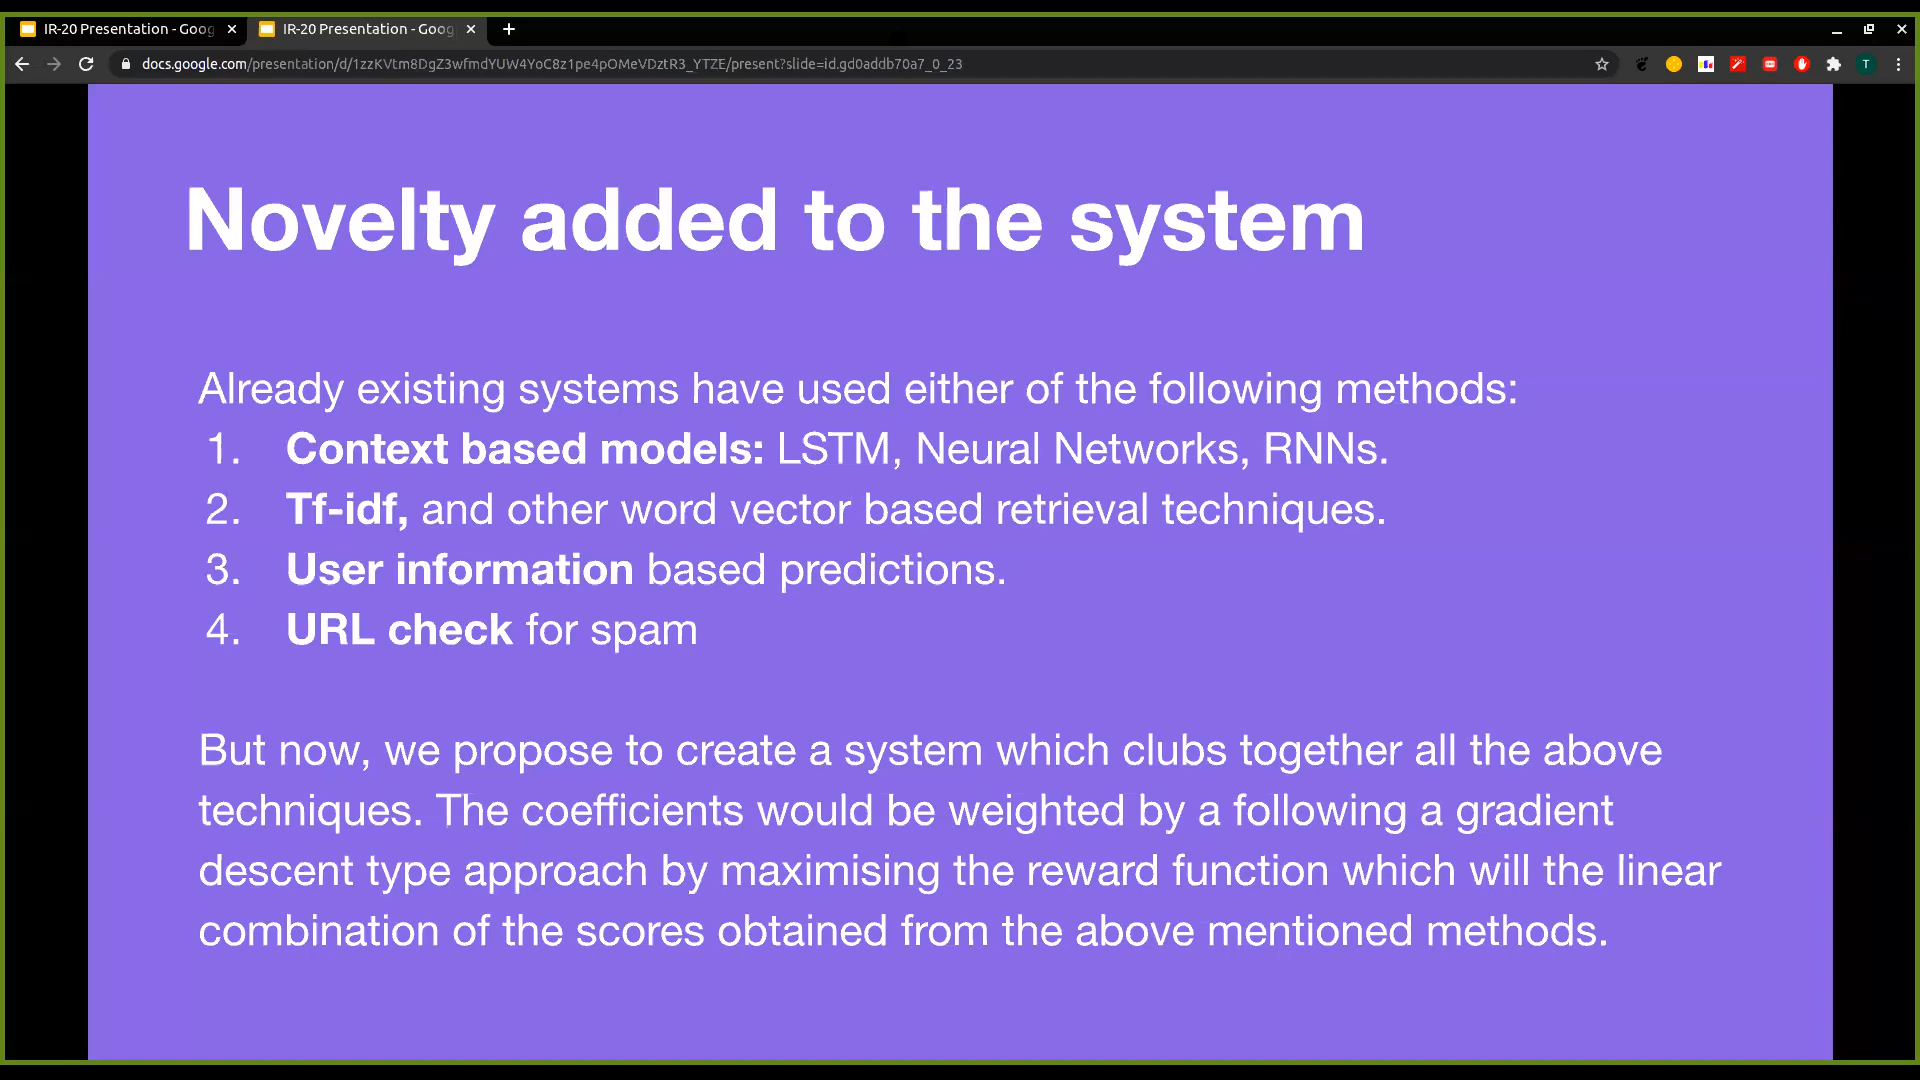 IR-20 Presentation - Goog
IR-20 Presentation - Goog
docs.google.com/presentation/d/1zzKVtm8DgZ3wfmdYUW4YoC8z1pe4pOMeVDztR3_YTZE/present?slide=id.gd0addb70a7_0_23
T
Novelty added to the system
Already existing systems have used either of the following methods:
1. Context based models: LSTM, Neural Networks, RNNs.
2. Tf-idf, and other word vector based retrieval techniques.
3. User information based predictions.
4. URL check for spam
But now, we propose to create a system which clubs together all the above
techniques. The coefficients would be weighted by a following a gradient
descent type approach by maximising the reward function which will the linear
combination of the scores obtained from the above mentioned methods.